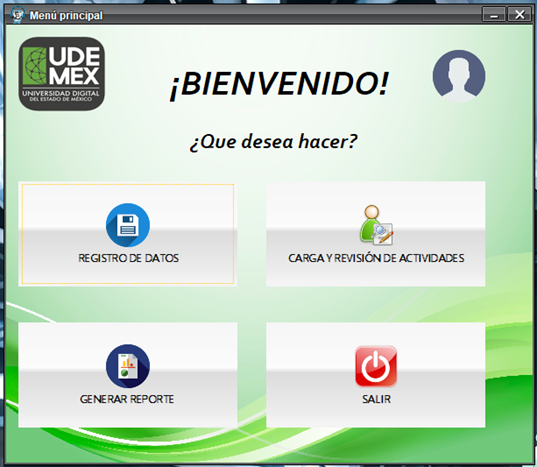 Menú principal
UDE
MEX
UNIVERSIDAD DIGITAL
DEL ESTADO DE MÉXICO
¡BIENVENIDO!
¿Que desea hacer?
REGISTRO DE DATOS
CARGA Y REVISIÓN DE ACTIVIDADES
GENERAR REPORTE
SALIR